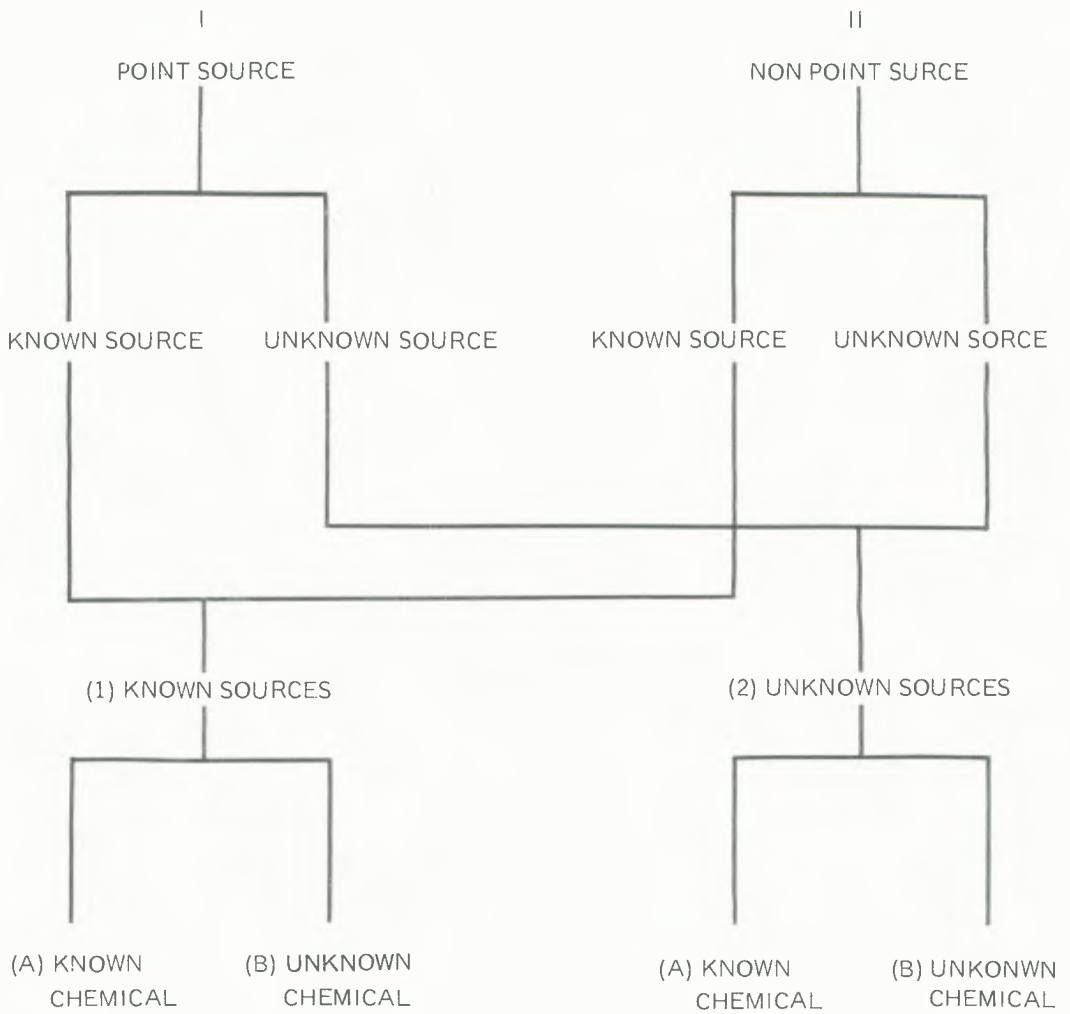 I
II
POINT SOURCE
NON POINT SURCE
KNOWN SOURCE
UNKNOWN SOURCE
KNOWN SOURCE
UNKNOWN SORCE
(1) KNOWN SOURCES
(2) UNKNOWN SOURCES
(A) KNOWN
CHEMICAL
(B) UNKNOWN
CHEMICAL
(A) KNOWN
CHEMICAL
(B) UNKONWN
CHEMICAL